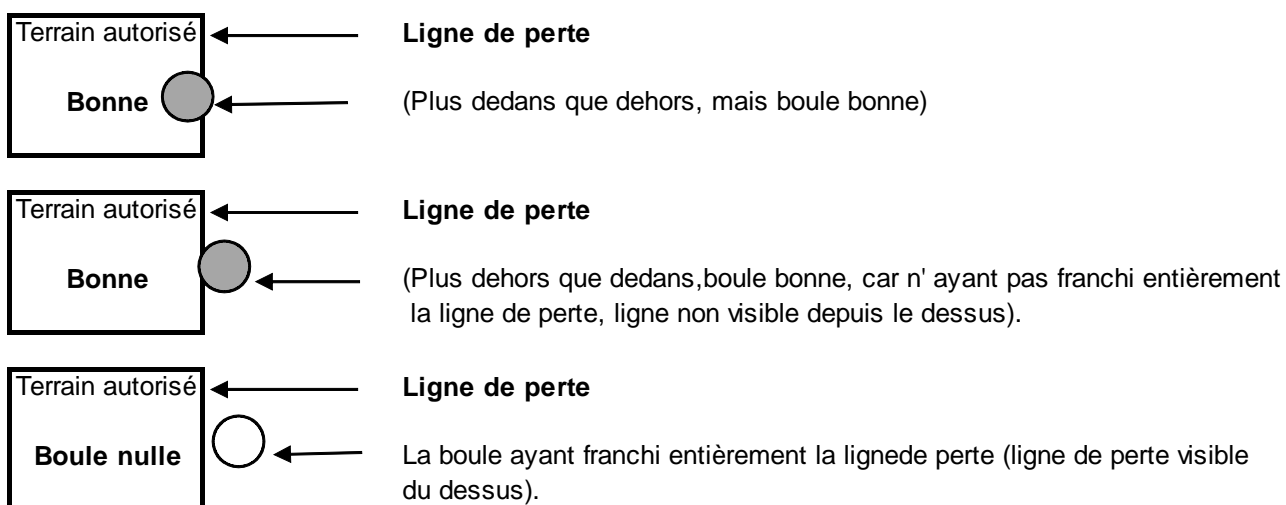 Terrain autorisé
Ligne de perte
Bonne
(Plus dedans que dehors, mais boule bonne)
Terrain autorisé
Ligne de perte
Bonne
(Plus dehors que dedans,boule bonne, car n' ayant pas franchi entièrement
la ligne de perte, ligne non visible depuis le dessus).
Terrain autorisé
Ligne de perte
Boule nulle
La boule ayant franchi entièrement la lignede perte (ligne de perte visible
du dessus).